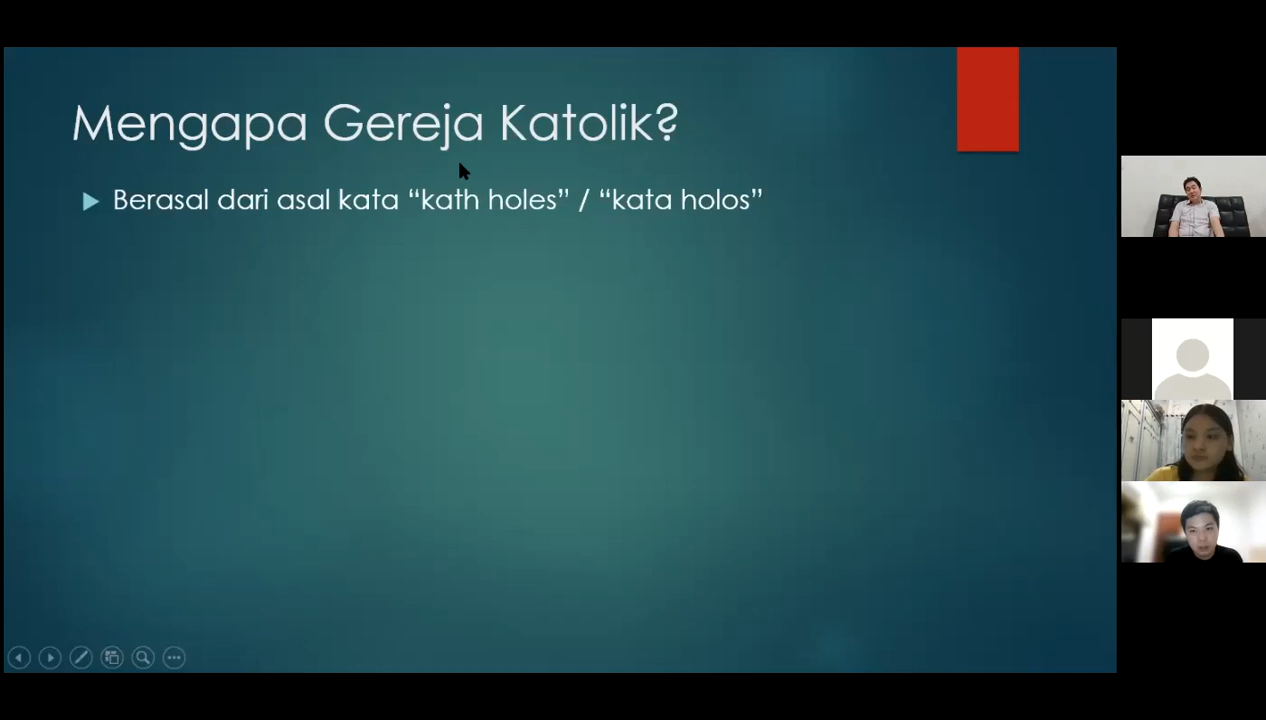 Mengapa Gereja Katolik?
Berasal dari asal kata “kath holes” / “kata holos”